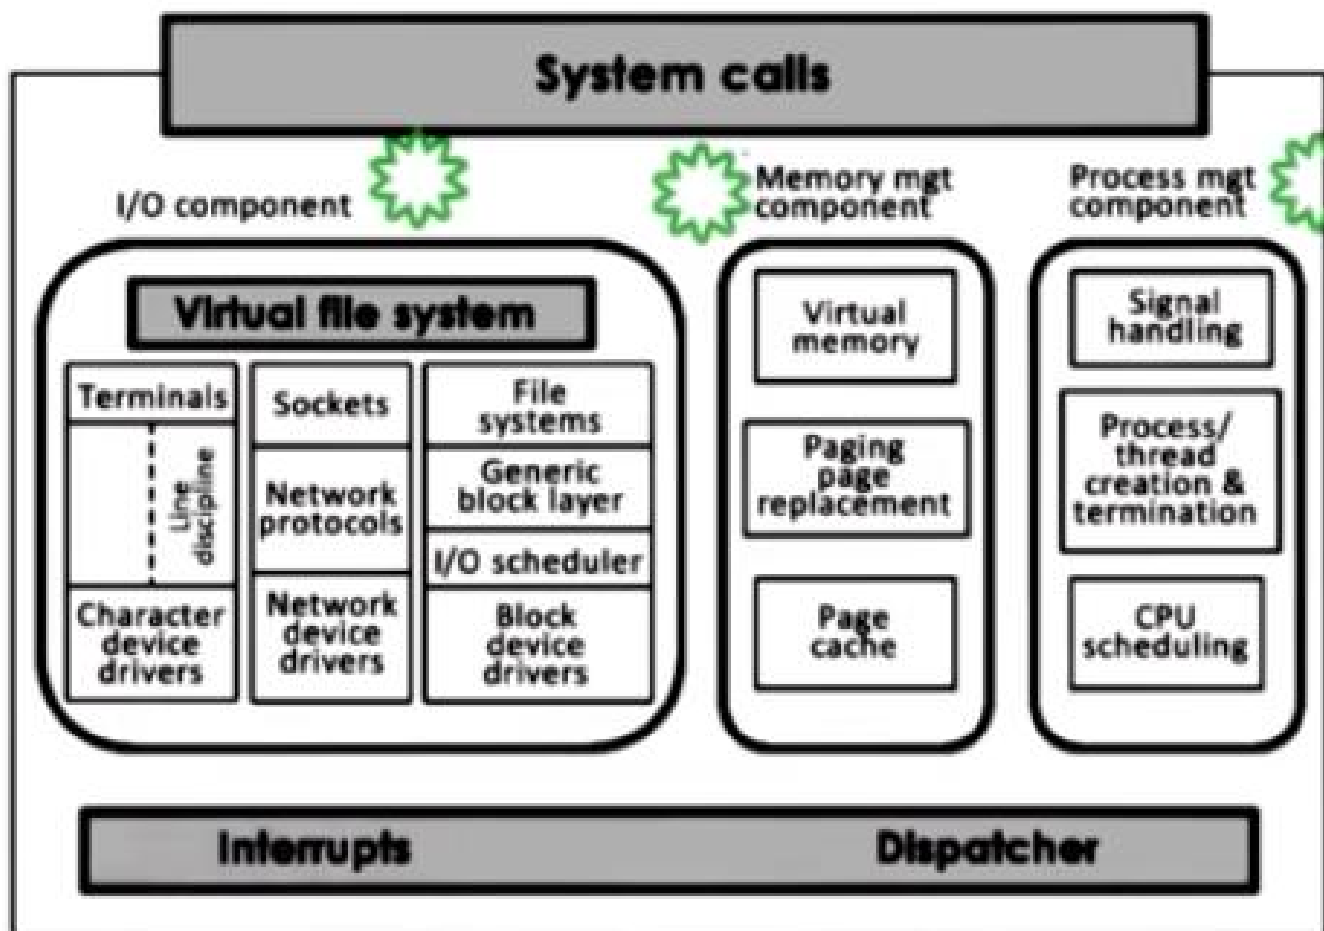 System calls
I/O component
Memory mgt
component
Process mgt
component
Virtual file system
Terminals
Line
discipline
Character
device
drivers
Sockets
Network
protocols
Network
device
drivers
File
systems
Generic
block layer
I/O scheduler
Block
device
drivers
Virtual
memory
Paging
page
replacement
Page
cache
Signal
handling
Process/
thread
creation &
termination
CPU
scheduling
Interrupts
Dispatcher